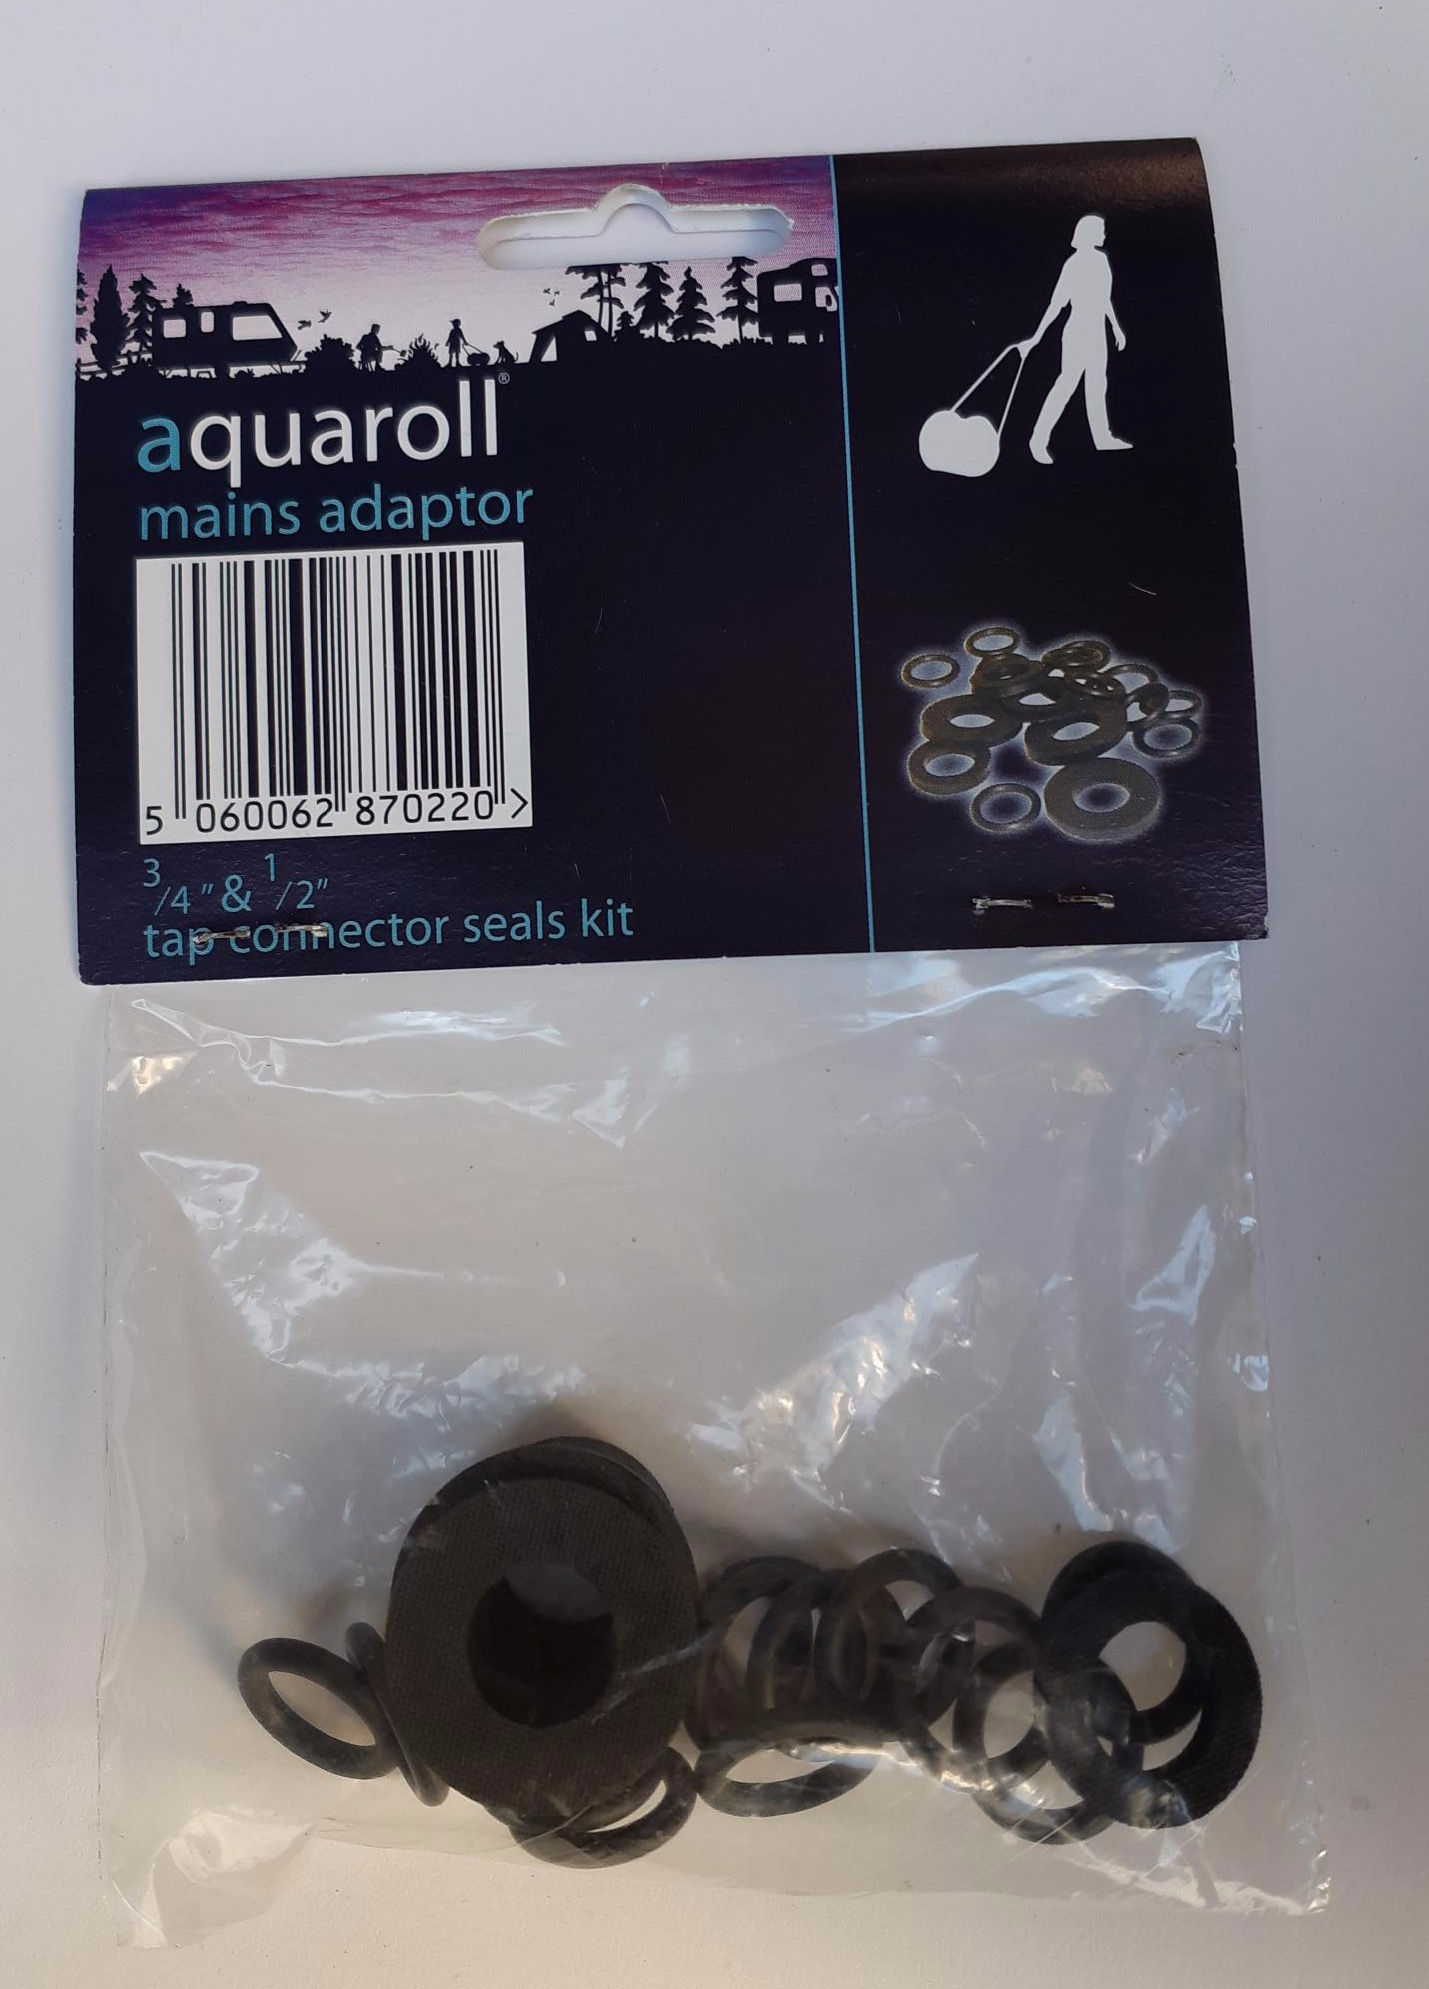 aquaroll®
mains adaptor
5 060062 870220 >
3/4" & 1/2"
tap connector seals kit